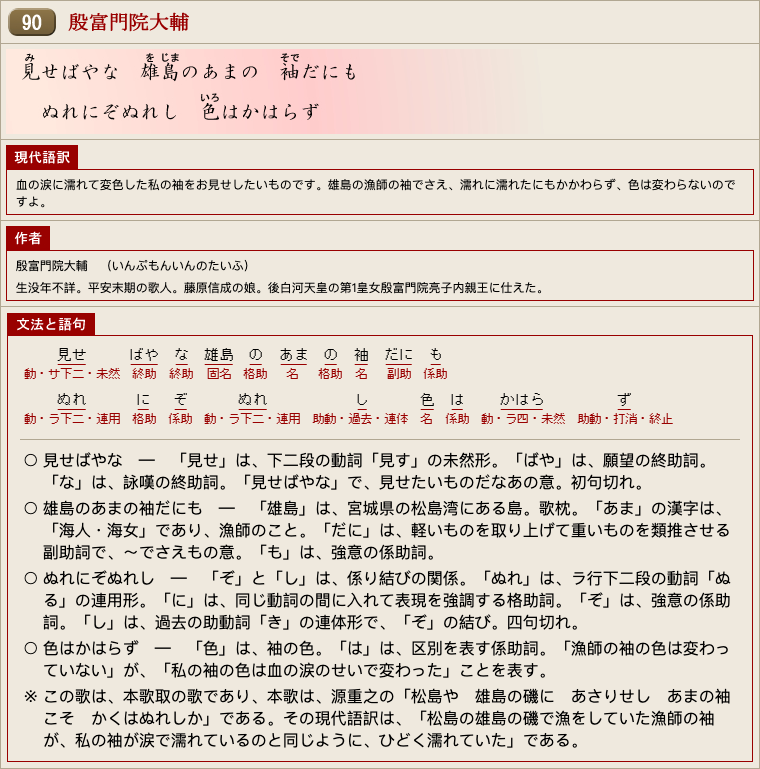 90 殷富門院大輔
見せばやな 雄島のあまの 袖だにも
み を じま そで
ぬれにぞぬれし 色はかはらず
いろ
現代語訳
血の涙に濡れて変色した私の袖をお見せしたいものです。雄島の漁師の袖でさえ、濡れに濡れたにもかかわらず、色は変わらないので
すよ。
作者
殷富門院大輔 (いんぷもんいんのたいふ)
生没年不詳。平安末期の歌人。藤原信成の娘。後白河天皇の第1皇女殷富門院亮子内親王に仕えた。
文法と語句
見せ ばや な 雄島 の あま の 袖 だに も
動・サ下二・未然 終助 終助 固名 格助 名 格助 名 副助 係助
ぬれ に ぞ ぬれ し 色 は かはら ず
動・ラ下二・連用 格助 係助 動・ラ下二・連用 助動・過去・連体 名 係助 動・ラ四・未然 助動・打消・終止
○ 見せばやな ― 「見せ」は、下二段の動詞「見す」の未然形。「ばや」は、願望の終助詞。
「な」は、詠嘆の終助詞。「見せばやな」で、見せたいものだなあの意。初句切れ。
○ 雄島のあまの袖だにも ― 「雄島」は、宮城県の松島湾にある島。歌枕。「あま」の漢字は、
「海人・海女」であり、漁師のこと。「だに」は、軽いものを取り上げて重いものを類推させる
副助詞で、～でさえもの意。「も」は、強意の係助詞。
○ ぬれにぞぬれし ― 「ぞ」と「し」は、係り結びの関係。「ぬれ」は、ラ行下二段の動詞「ぬ
る」の連用形。「に」は、同じ動詞の間に入れて表現を強調する格助詞。「ぞ」は、強意の係助
詞。「し」は、過去の助動詞「き」の連体形で、「ぞ」の結び。四句切れ。
○ 色はかはらず ― 「色」は、袖の色。「は」は、区別を表す係助詞。「漁師の袖の色は変わっ
ていない」が、「私の袖の色は血の涙のせいで変わった」ことを表す。
※ この歌は、本歌取の歌であり、本歌は、源重之の「松島や 雄島の磯に あさりせし あまの袖
こそ かくはぬれしか」である。その現代語訳は、「松島の雄島の磯で漁をしていた漁師の袖
が、私の袖が涙で濡れているのと同じように、ひどく濡れていた」である。